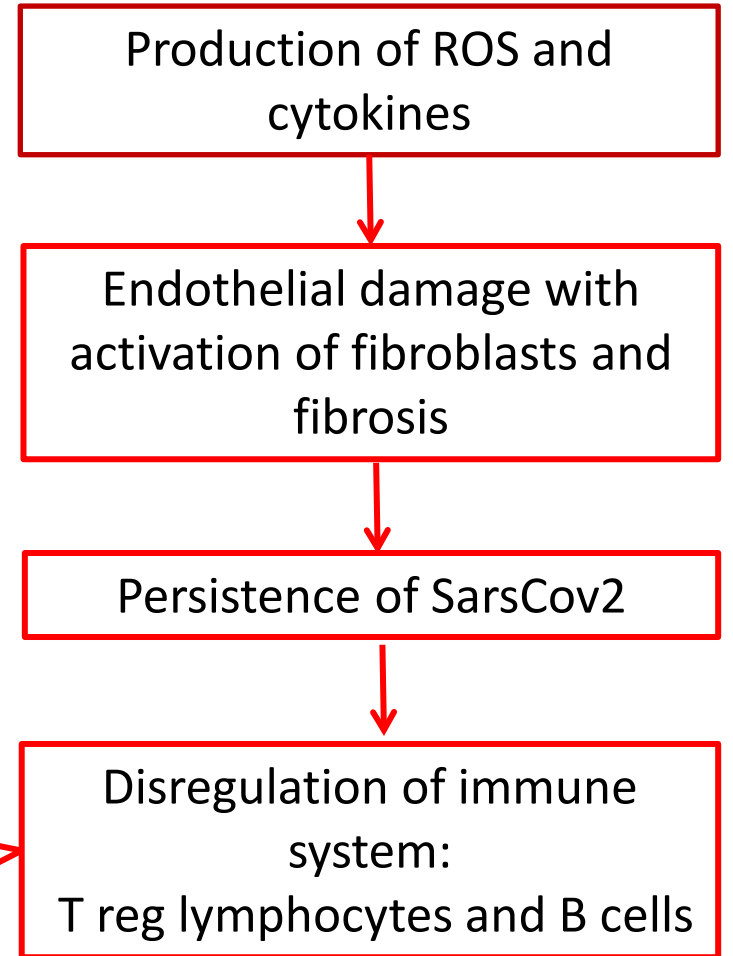 Production of ROS and
cytokines
Endothelial damage with
activation of fibroblasts and
fibrosis
Persistence of SarsCov2
Disregulation of immune
system:
T reg lymphocytes and B cells